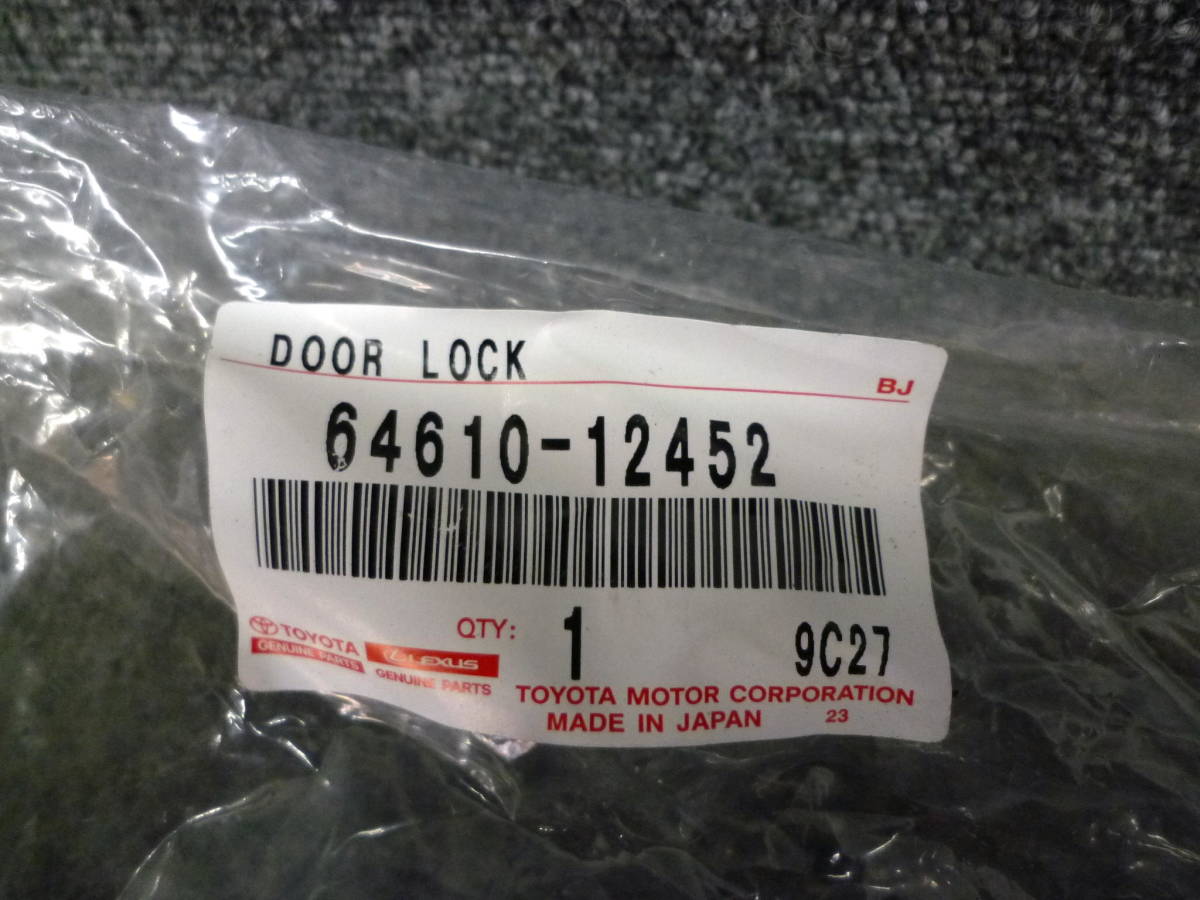 DOOR LOCK
BJ
64610-12452
QTY: 1 9C27
TOYOTA
GENUINE PARTS
LEXUS
GENUINE PARTS
TOYOTA MOTOR CORPORATION
MADE IN JAPAN 23